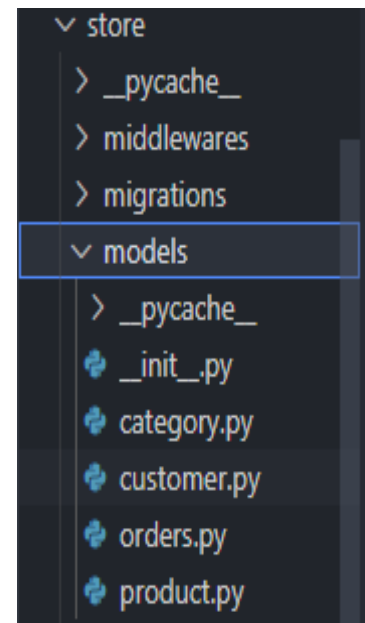 store
__pycache__
middlewares
migrations
models
__pycache__
__init__.py
category.py
customer.py
orders.py
product.py